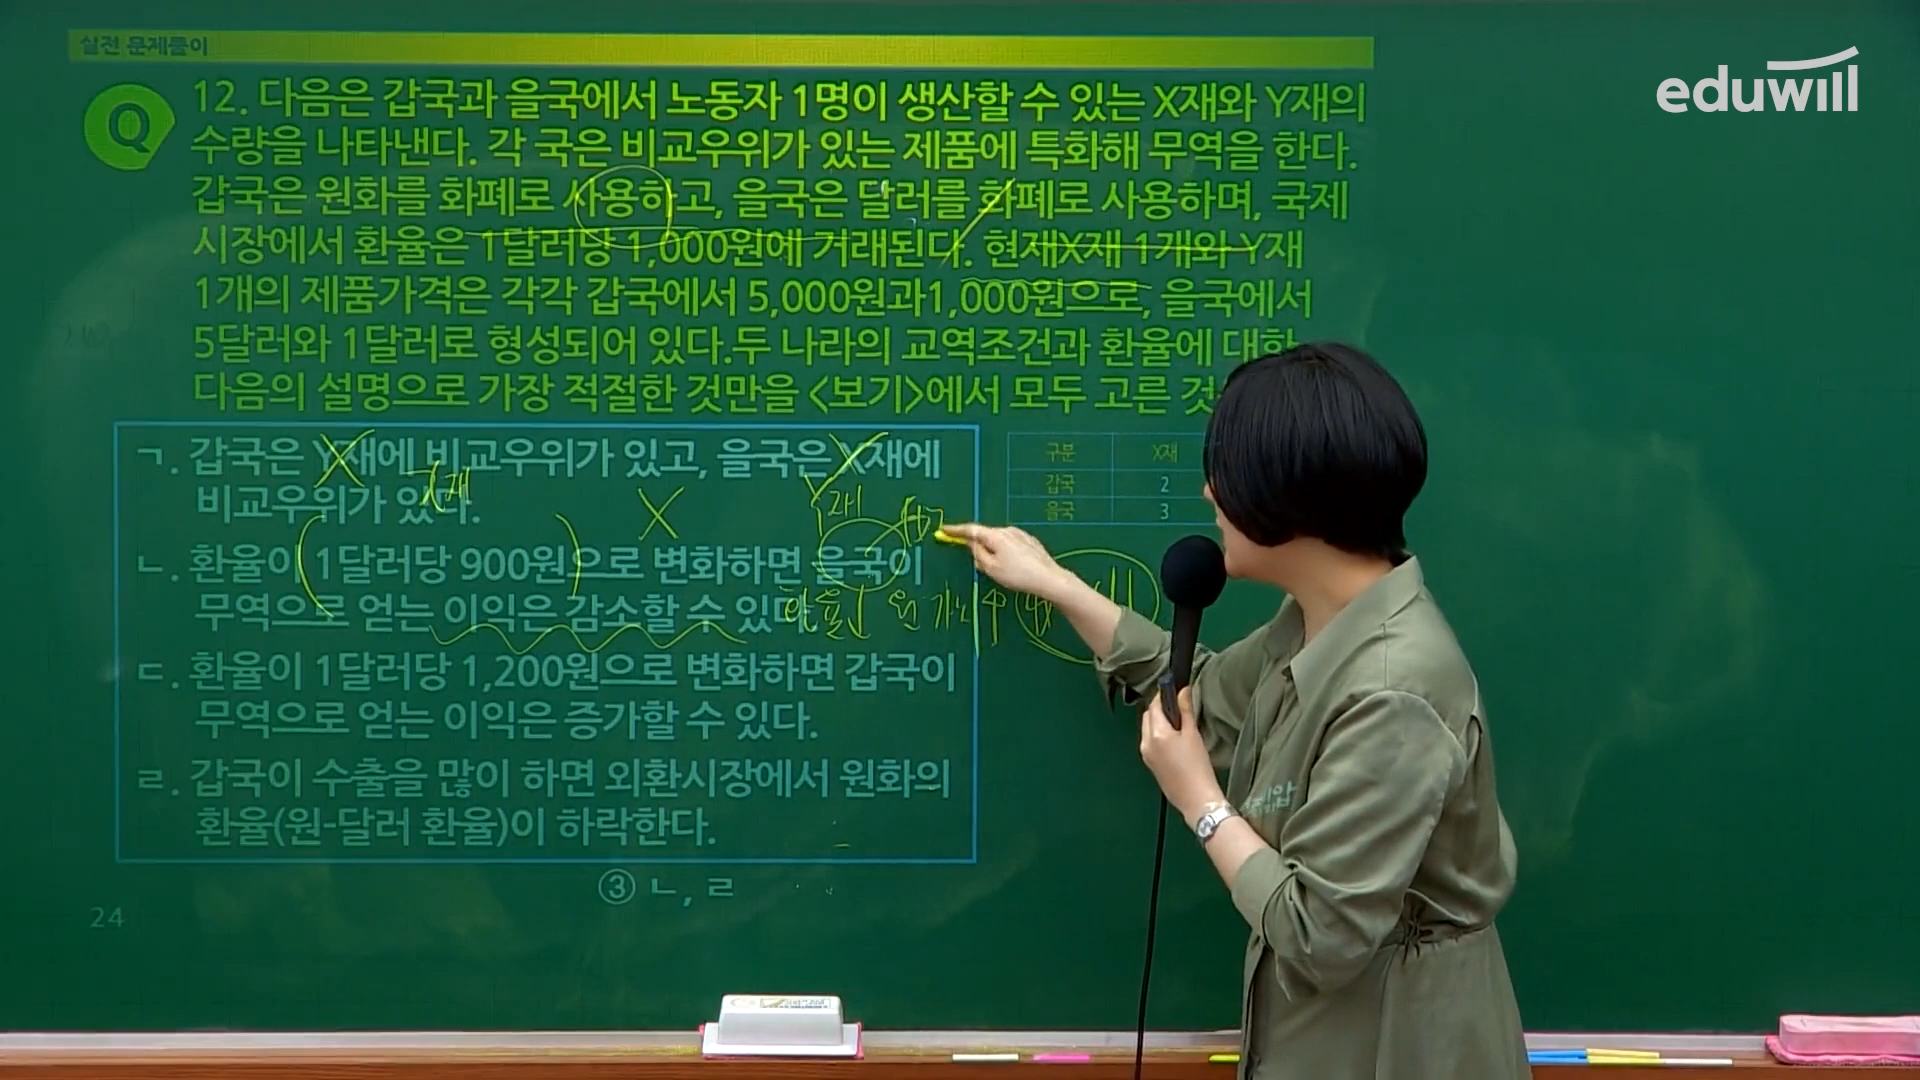 실전 문제풀이
eduwill
Q
12. 다음은 갑국과 을국에서 노동자 1명이 생산할 수 있는 X재와 Y재의
수량을 나타낸다. 각 국은 비교우위가 있는 제품에 특화해 무역을 한다.
갑국은 원화를 화폐로 사용하고, 을국은 달러를 화폐로 사용하며, 국제
시장에서 환율은 1달러당 1,000원에 거래된다. 현재X재 1개와 Y재
1개의 제품가격은 각각 갑국에서 5,000원과1,000원으로, 을국에서
5달러와 1달러로 형성되어 있다.두 나라의 교역조건과 환율에 대한
다음의 설명으로 가장 적절한 것만을 <보기>에서 모두 고른 것
ㄱ. 갑국은 Y재에 비교우위가 있고, 을국은 X재에
비교우위가 있다.
X재
Y재
ㄴ. 환율이 1달러당 900원으로 변화하면 을국이
무역으로 얻는 이익은 감소할 수 있다.
환율↓ 원 가치↑
ㄷ. 환율이 1달러당 1,200원으로 변화하면 갑국이
무역으로 얻는 이익은 증가할 수 있다.
ㄹ. 갑국이 수출을 많이 하면 외환시장에서 원화의
환율(원-달러 환율)이 하락한다.
구분 X재
갑국 2
을국 3
③ ㄴ, ㄹ
24